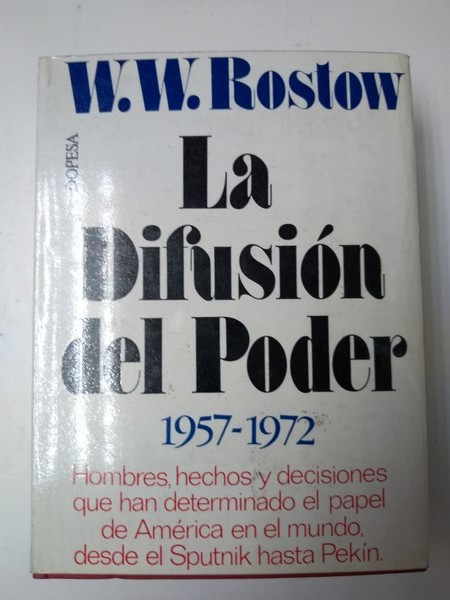 W.W. Rostow
DOPESA
La
Difusión
del Poder
1957-1972
Hombres, hechos y decisiones
que han determinado el papel
de América en el mundo,
desde el Sputnik hasta Pekín.